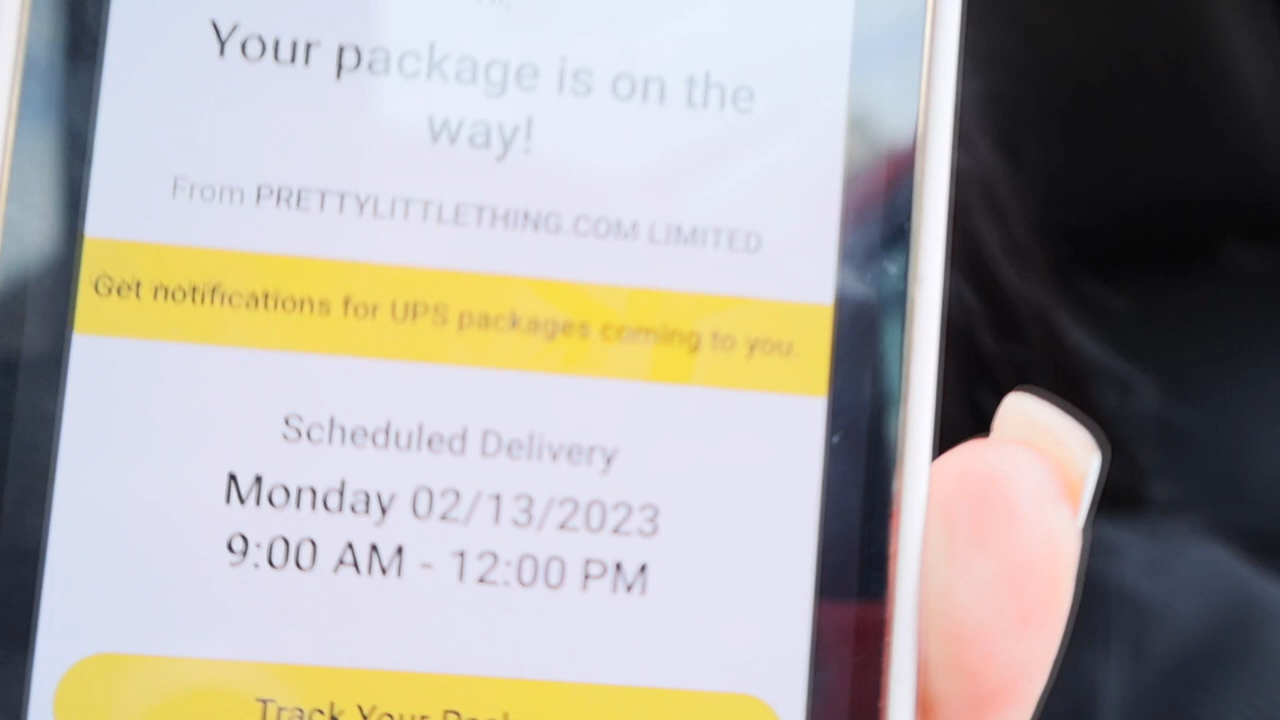 Your package is on the
way!
From PRETTYLITTLETHING.COM LIMITED
Get notifications for UPS packages coming to you.
Scheduled Delivery
Monday 02/13/2023
9:00 AM - 12:00 PM
Track Your